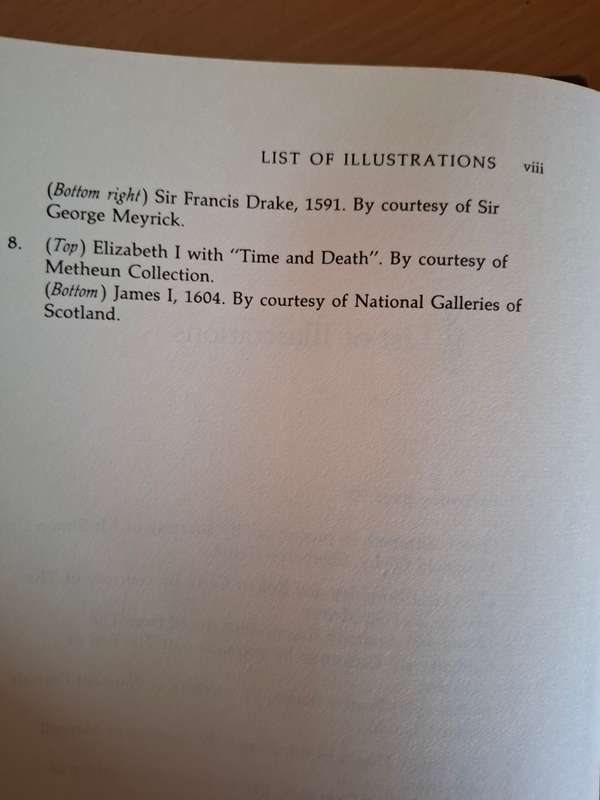 LIST OF ILLUSTRATIONS viii
(Bottom right) Sir Francis Drake, 1591. By courtesy of Sir
George Meyrick.
8. (Top) Elizabeth I with “Time and Death”. By courtesy of
Metheun Collection.
(Bottom) James I, 1604. By courtesy of National Galleries of
Scotland.